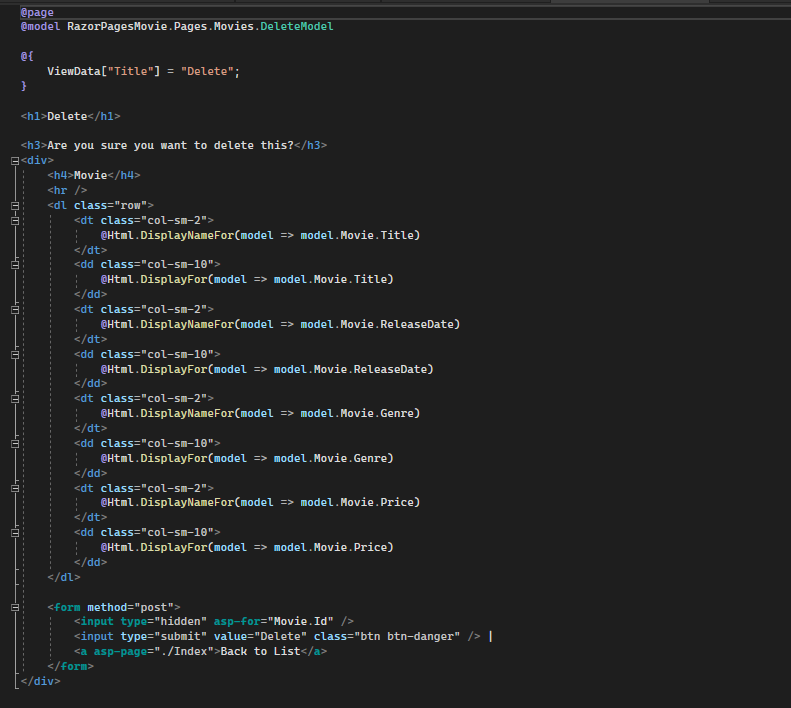 @page
@model RazorPagesMovie.Pages.Movies.DeleteModel
@{
ViewData["Title"] = "Delete";
}
<h1>Delete</h1>
<h3>Are you sure you want to delete this?</h3>
<div>
<h4>Movie</h4>
<hr />
<dl class="row">
<dt class="col-sm-2">
@Html.DisplayNameFor(model => model.Movie.Title)
</dt>
<dd class="col-sm-10">
@Html.DisplayFor(model => model.Movie.Title)
</dd>
<dt class="col-sm-2">
@Html.DisplayNameFor(model => model.Movie.ReleaseDate)
</dt>
<dd class="col-sm-10">
@Html.DisplayFor(model => model.Movie.ReleaseDate)
</dd>
<dt class="col-sm-2">
@Html.DisplayNameFor(model => model.Movie.Genre)
</dt>
<dd class="col-sm-10">
@Html.DisplayFor(model => model.Movie.Genre)
</dd>
<dt class="col-sm-2">
@Html.DisplayNameFor(model => model.Movie.Price)
</dt>
<dd class="col-sm-10">
@Html.DisplayFor(model => model.Movie.Price)
</dd>
</dl>
<form method="post">
<input type="hidden" asp-for="Movie.Id" />
<input type="submit" value="Delete" class="btn btn-danger" /> |
<a asp-page="./Index">Back to List</a>
</form>
</div>